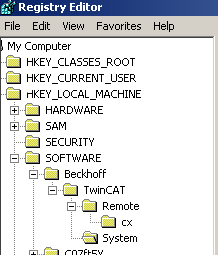 Registry Editor
File Edit View Favorites Help
My Computer
HKEY_CLASSES_ROOT
HKEY_CURRENT_USER
HKEY_LOCAL_MACHINE
HARDWARE
SAM
SECURITY
SOFTWARE
Beckhoff
TwinCAT
Remote
cx
System